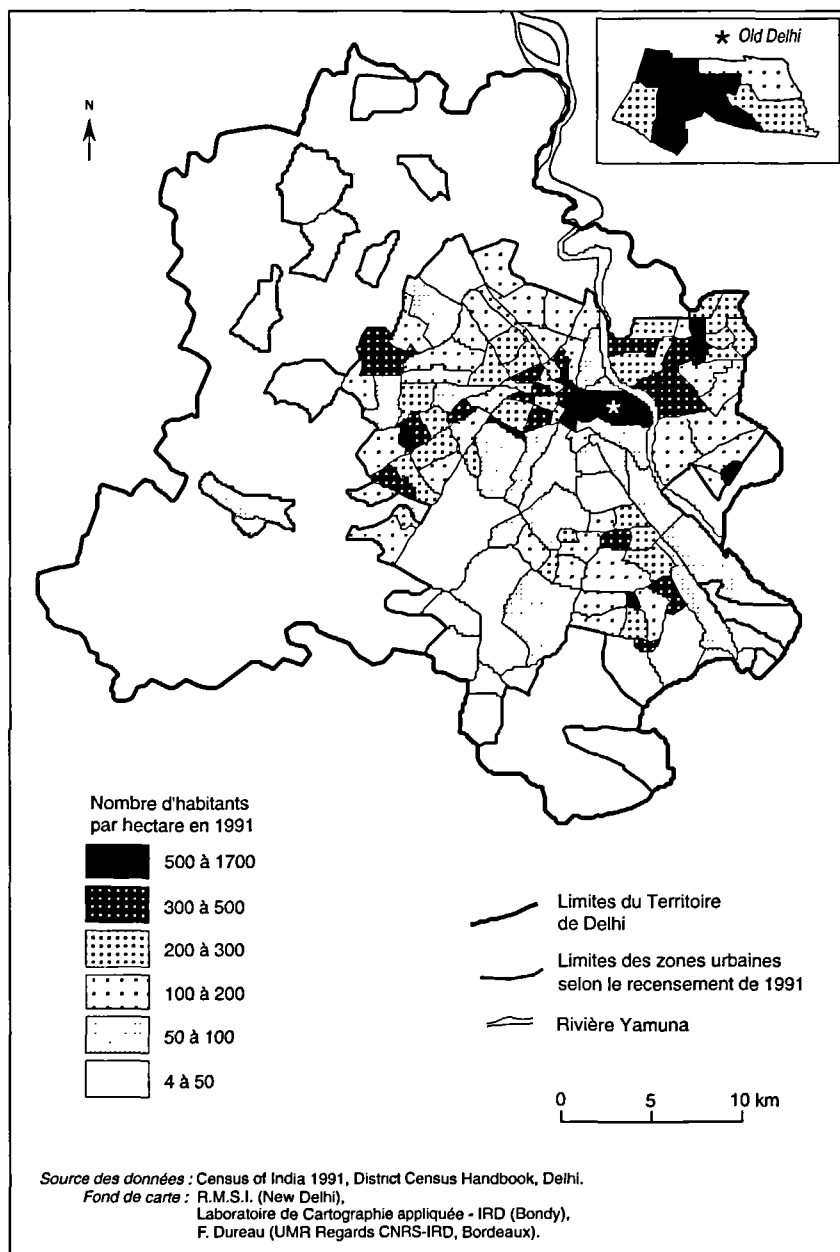 ★ Old Delhi
N
Nombre d'habitants
par hectare en 1991
500 à 1700
300 à 500
200 à 300
100 à 200
50 à 100
4 à 50
Limites du Territoire
de Delhi
Limites des zones urbaines
selon le recensement de 1991
Rivière Yamuna
0 5 10 km
Source des données : Census of India 1991, District Census Handbook, Delhi.
Fond de carte : R.M.S.I. (New Delhi),
Laboratoire de Cartographie appliquée - IRD (Bondy),
F. Dureau (UMR Regards CNRS-IRD, Bordeaux).